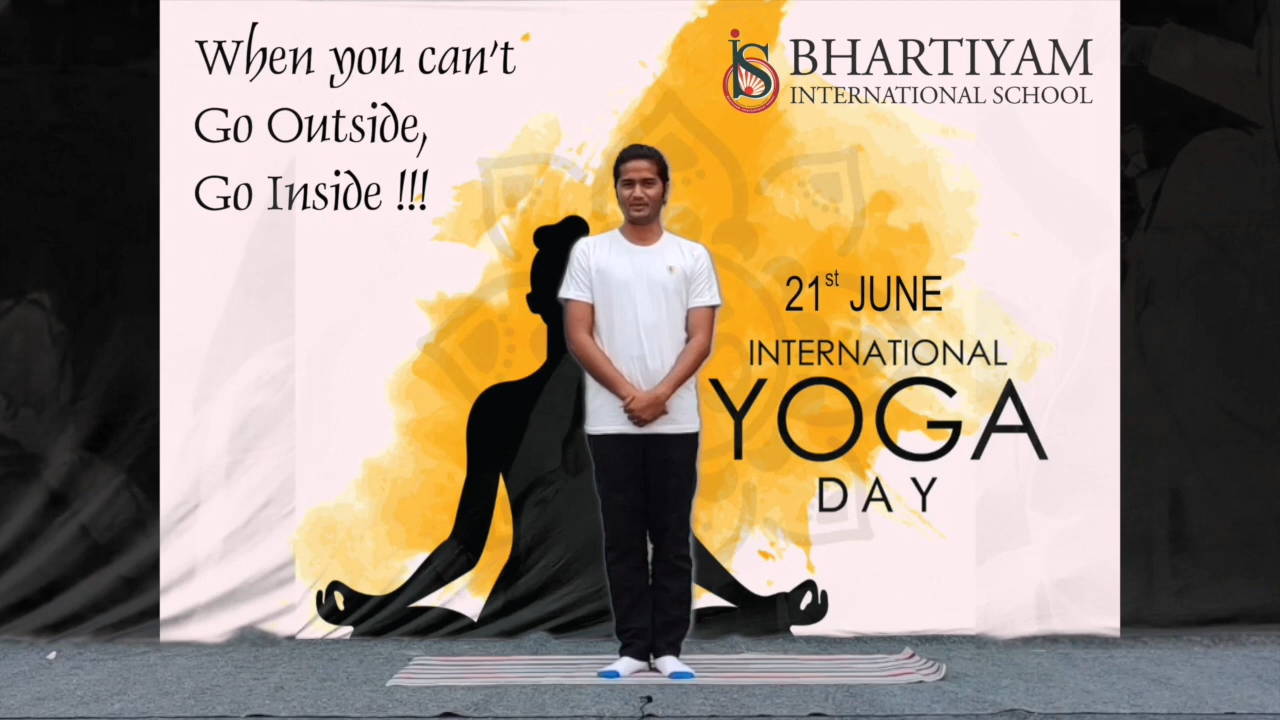 When you can't
Go Outside,
Go Inside !!!
BHARTIYAM
INTERNATIONAL SCHOOL
21st JUNE
INTERNATIONAL
YOGA
DAY